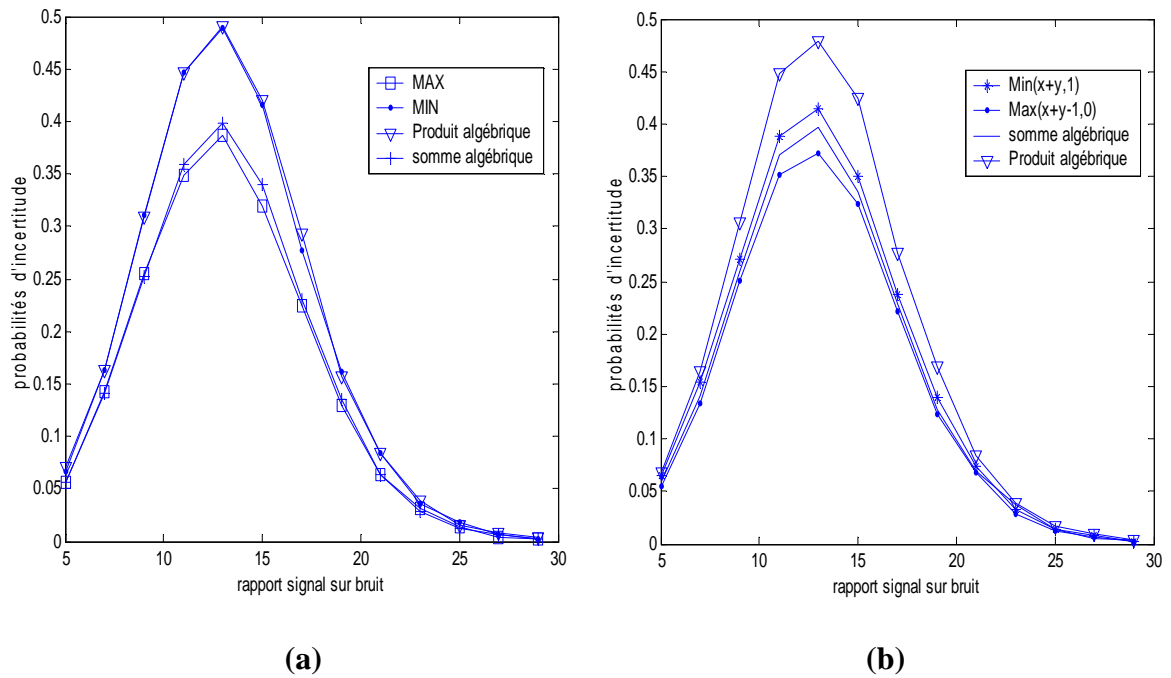 0.5
0.45
0.4
0.35
0.3
0.25
0.2
0.15
0.1
0.05
0
probabilités d'incertitude
MAX
MIN
Produit algébrique
somme algébrique
5
10
15
20
25
30
rapport signal sur bruit
(a)
0.5
0.45
0.4
0.35
0.3
0.25
0.2
0.15
0.1
0.05
0
probabilités d'incertitude
Min(x+y,1)
Max(x+y-1,0)
somme algébrique
Produit algébrique
5
10
15
20
25
30
rapport signal sur bruit
(b)